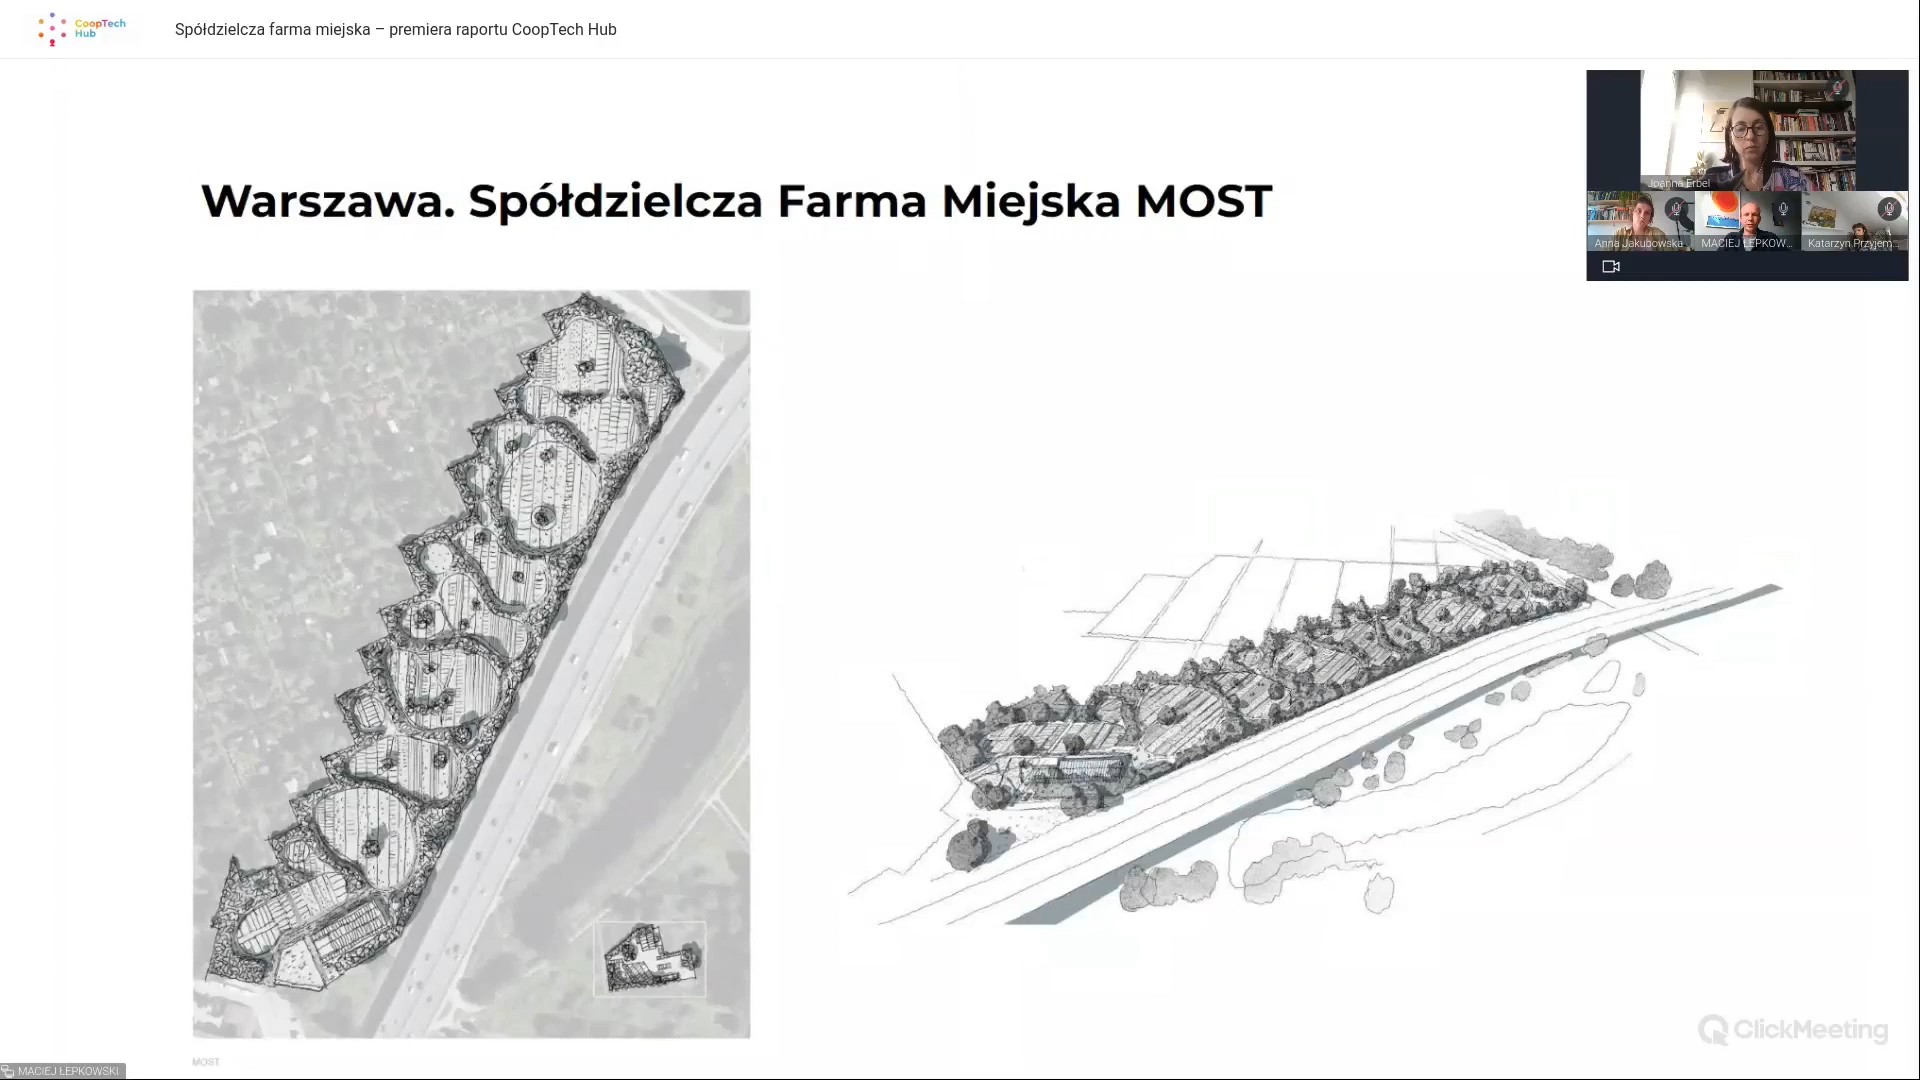 CoopTech
Hub
Spółdzielcza farma miejska – premiera raportu CoopTech Hub
Joanna Erbel
Anna Jakubowska
MACIEJ ŁEPKOW...
Katarzyn Przyjem...
Warszawa. Spółdzielcza Farma Miejska MOST
MOST
ClickMeeting
MACIEJ ŁEPKOWSKI